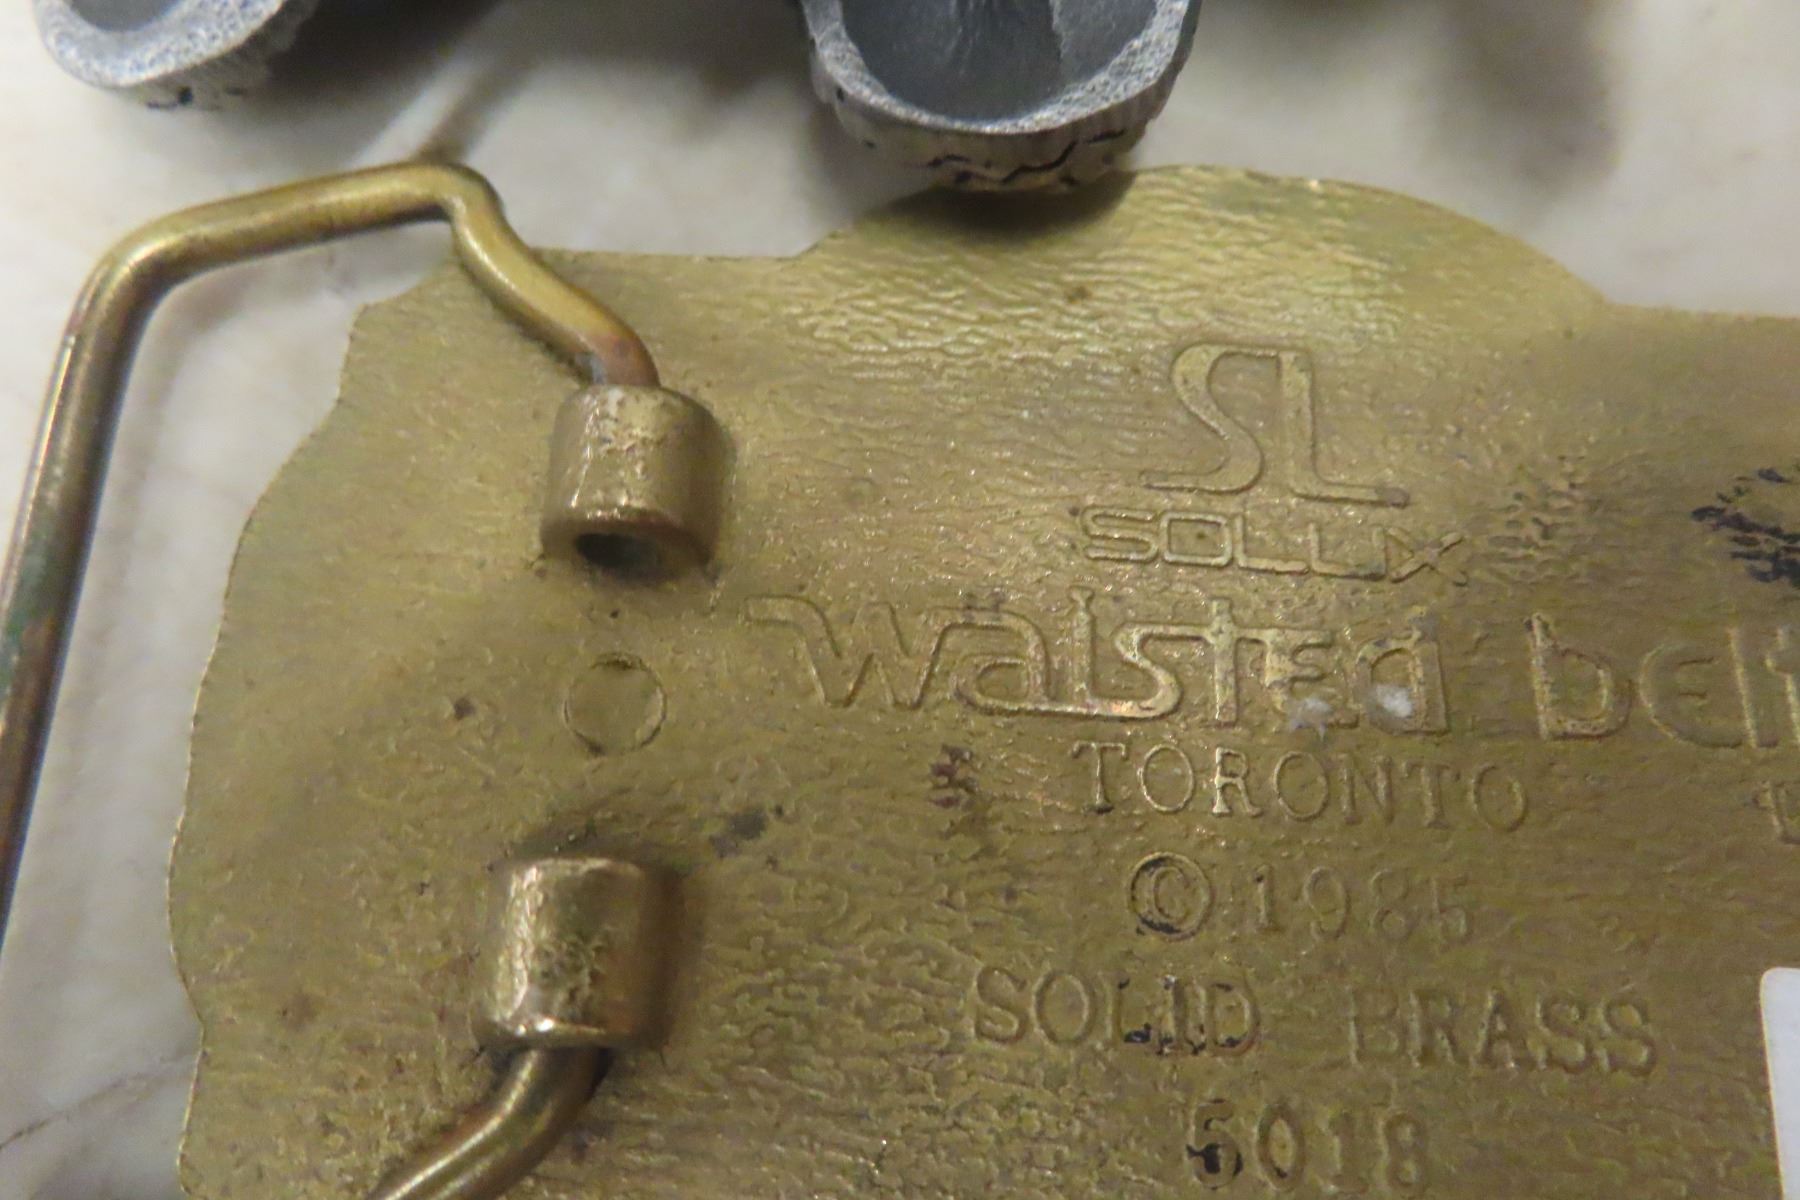 SL
SOLLIX
waisted belt
TORONTO
© 1985
SOLID BRASS
5018